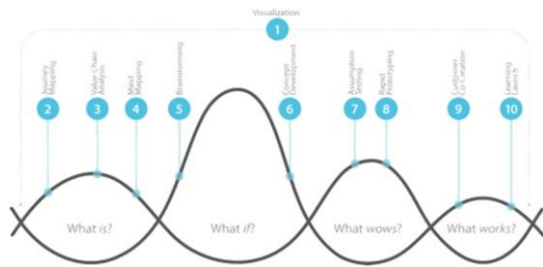 Visualization
1
Journey
Mapping
2
Value Chain
Analysis
3
Mind
Mapping
4
Brainstorming
5
Concept
Development
6
Assumption
Testing
7
Rapid
Prototyping
8
Customer
Co Creation
9
Learning
Launch
10
What is?
What if?
What wows?
What works?